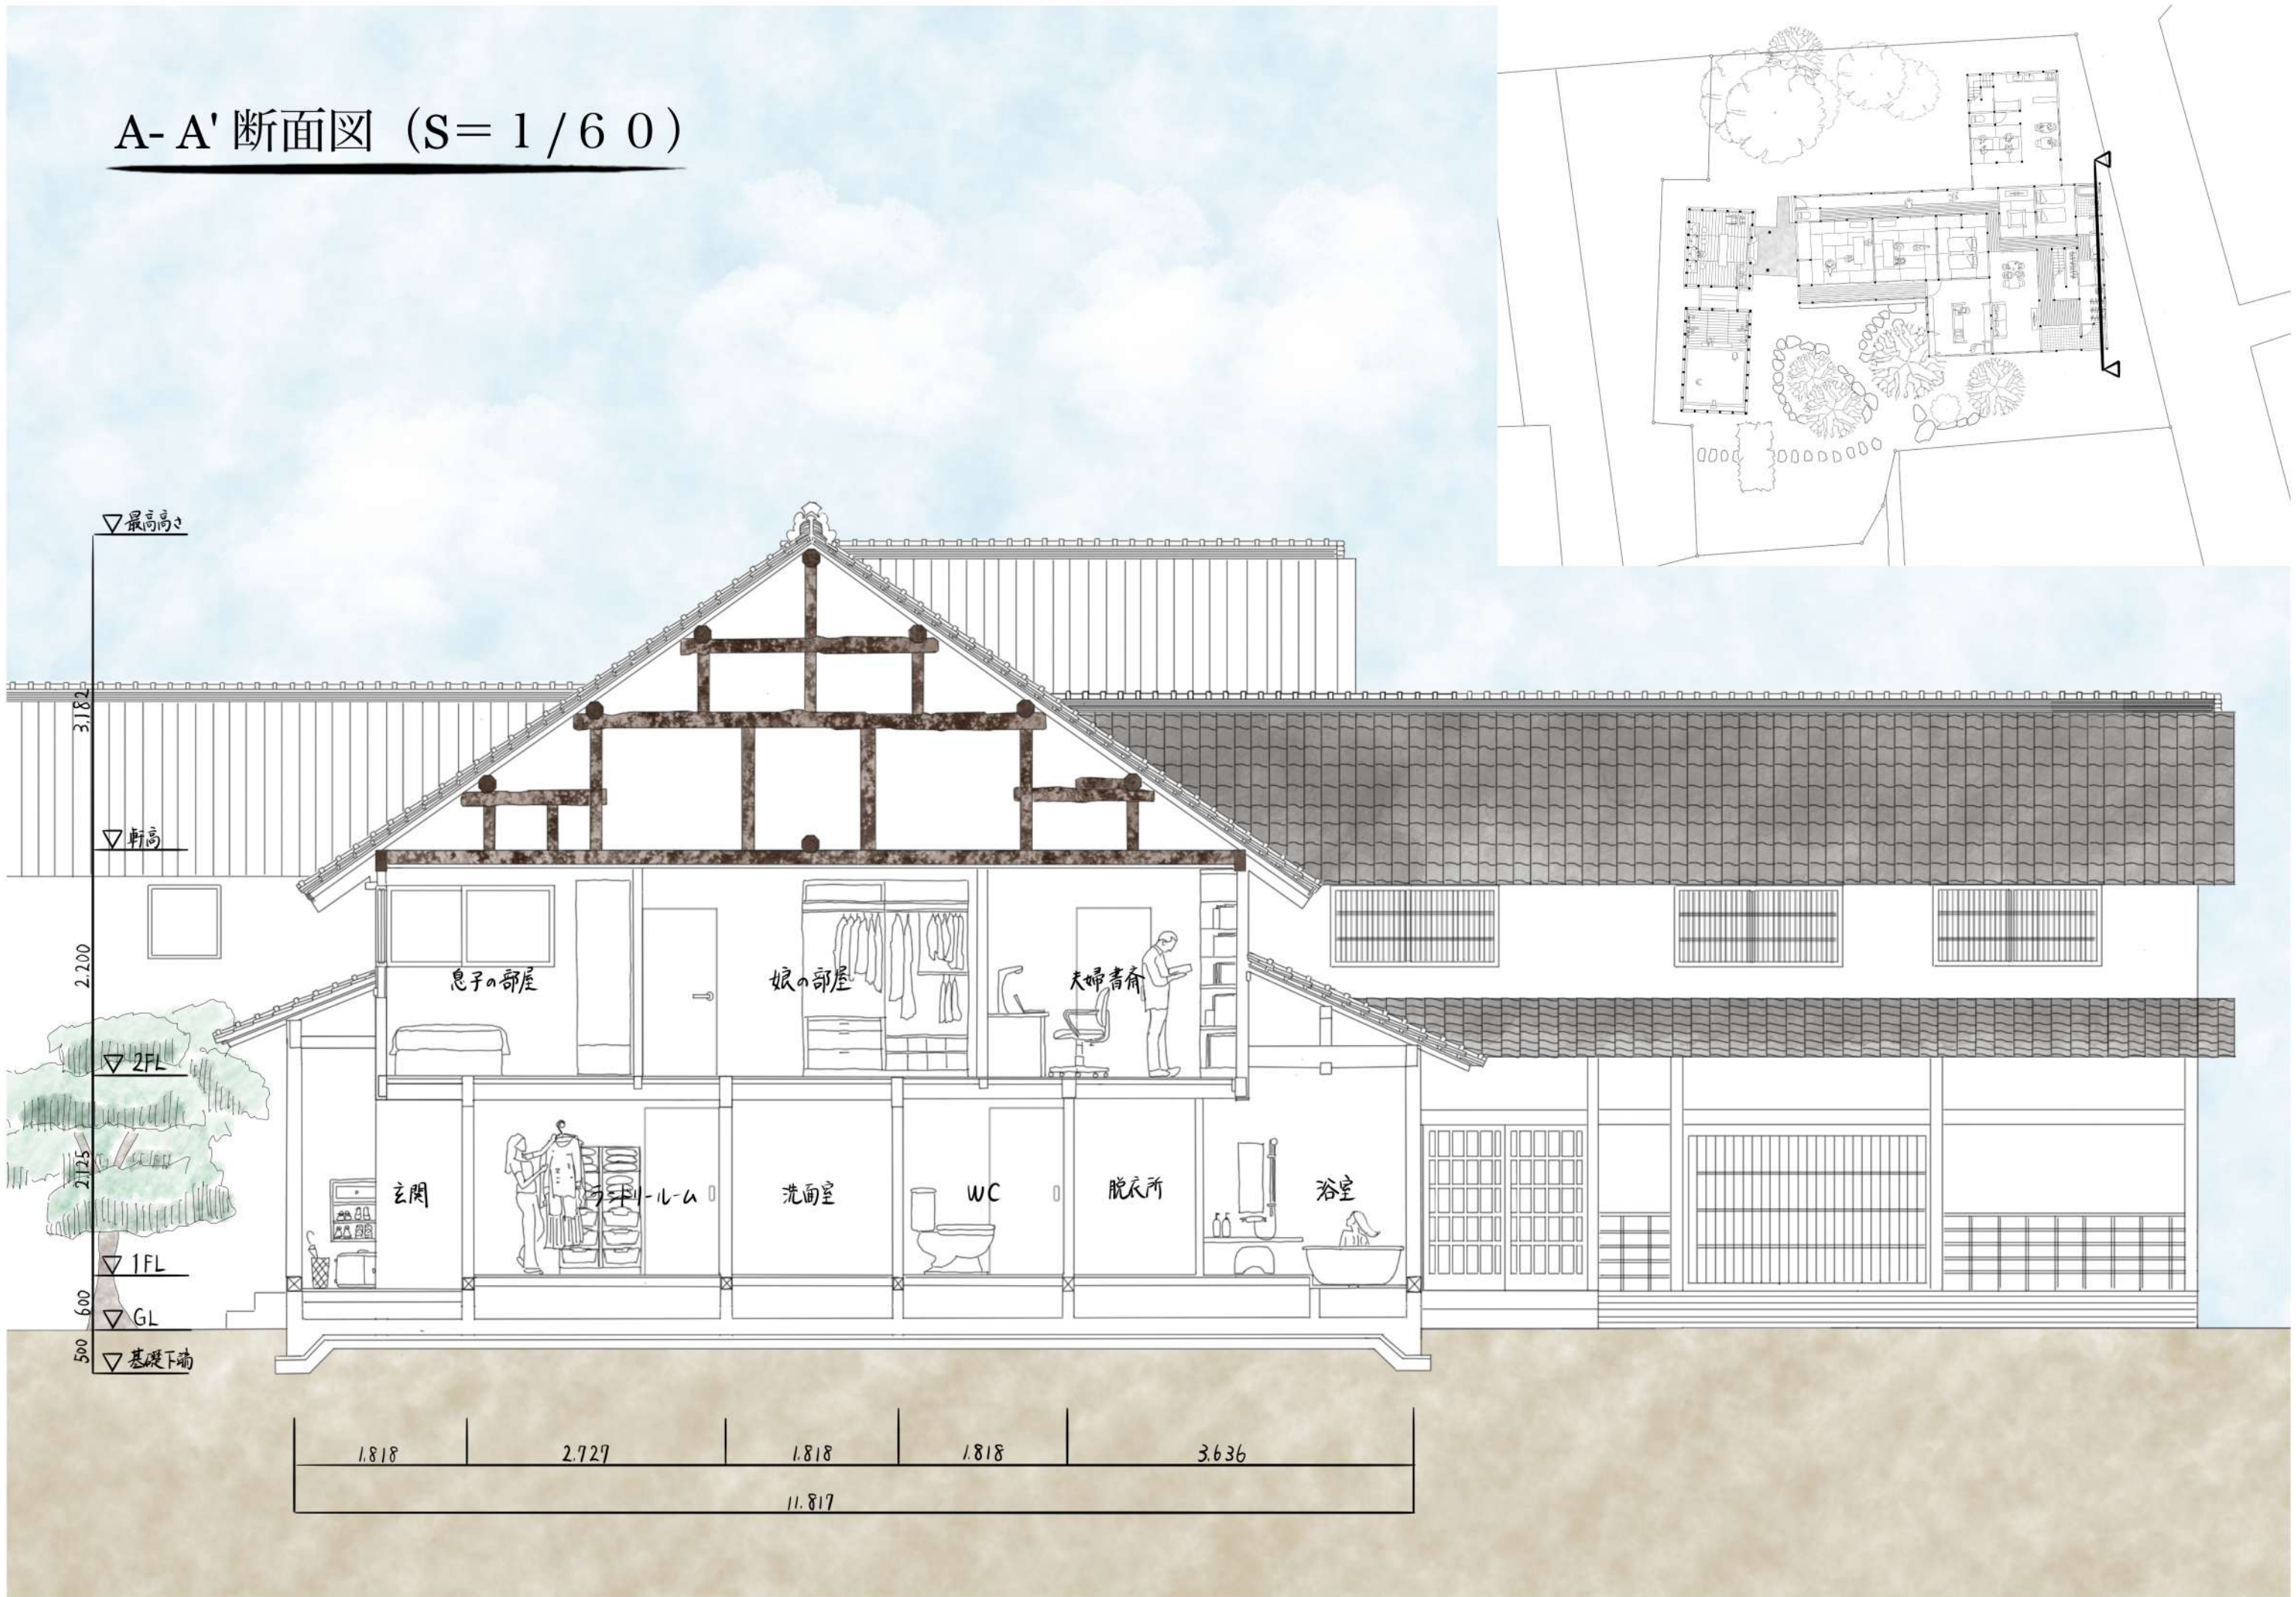 A- A' 断面図（S＝１/６０）
▽最高高さ
3.182
▽軒高
2.200
▽2FL
2.125
▽1FL
600
▽GL
500
▽基礎下端
息子の部屋
娘の部屋
夫婦書斎
玄関
ランドリールーム
洗面室
WC
脱衣所
浴室
1.818
2.727
1.818
1.818
3.636
11.817